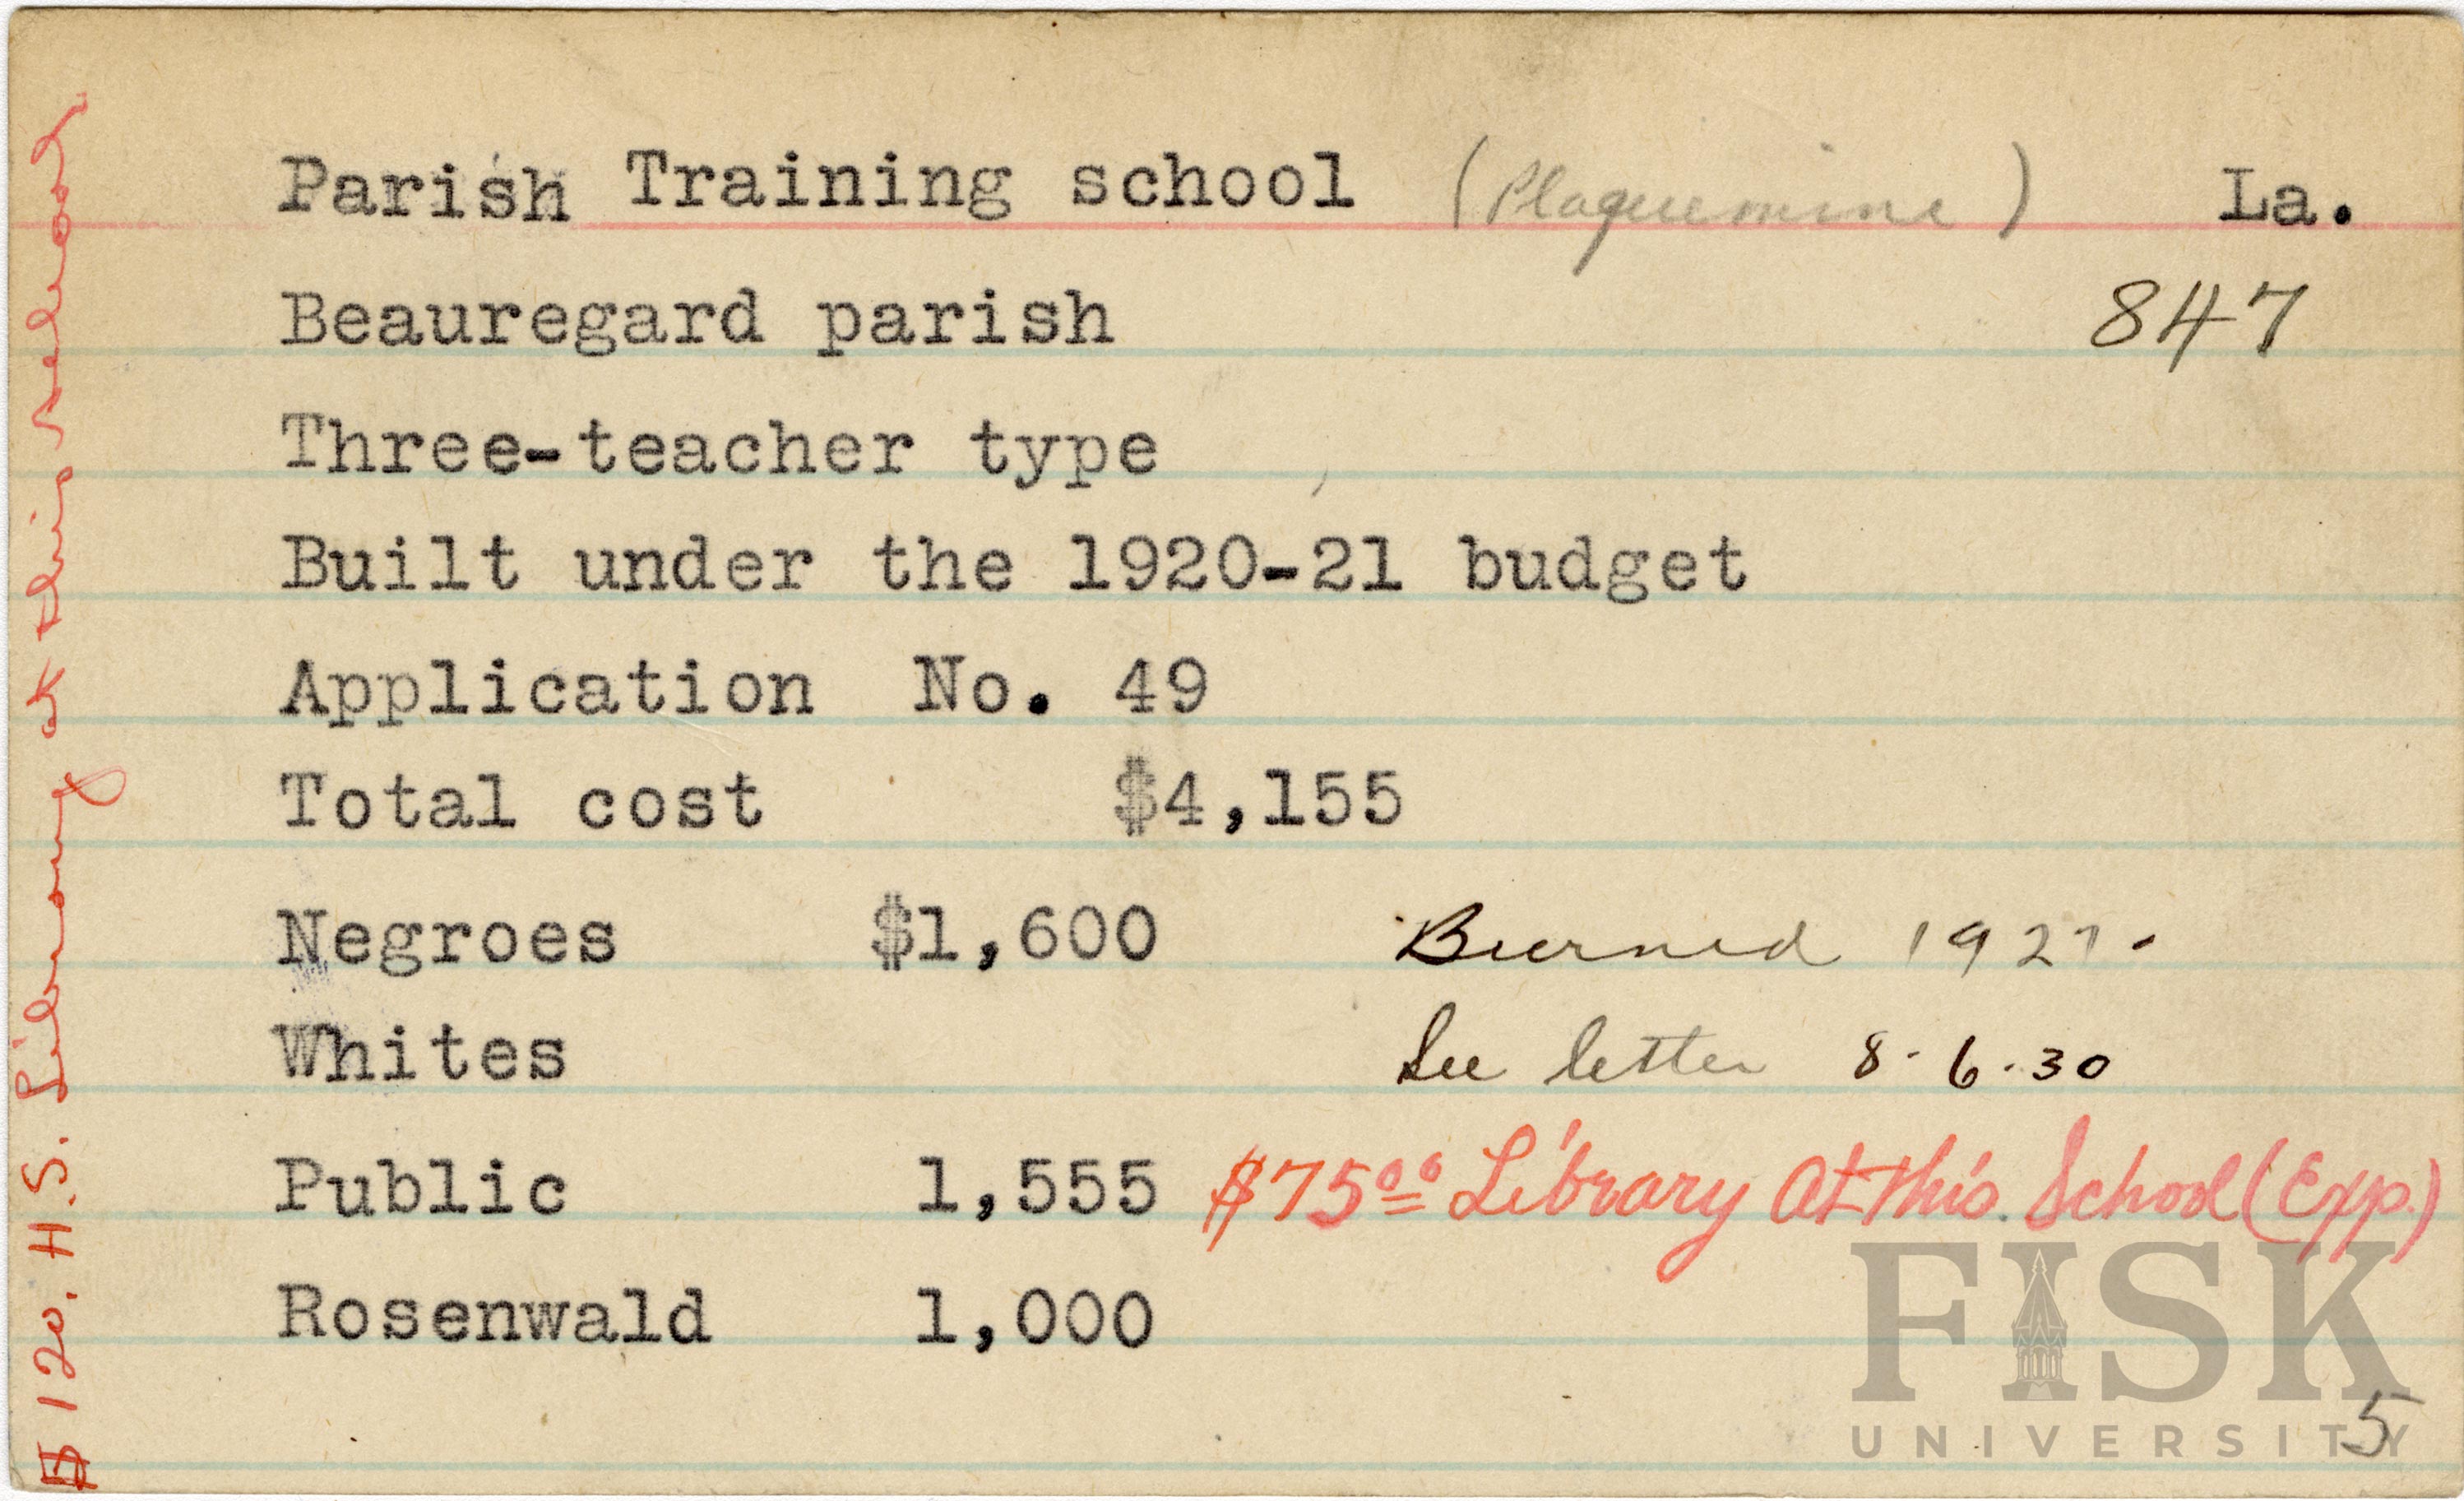 Parish Training school (Plaquemine) La.
Beauregard parish 847
Three-teacher type
Built under the 1920-21 budget
Application No. 49
Total cost $4,155
Negroes $1,600 Burned 1927.
Whites See letter 8-6-30
Public 1,555 $75.00 Library At this School (Exp.)
Rosenwald 1,000
5
$120. H.S. Library at this school
FISK
UNIVERSITY